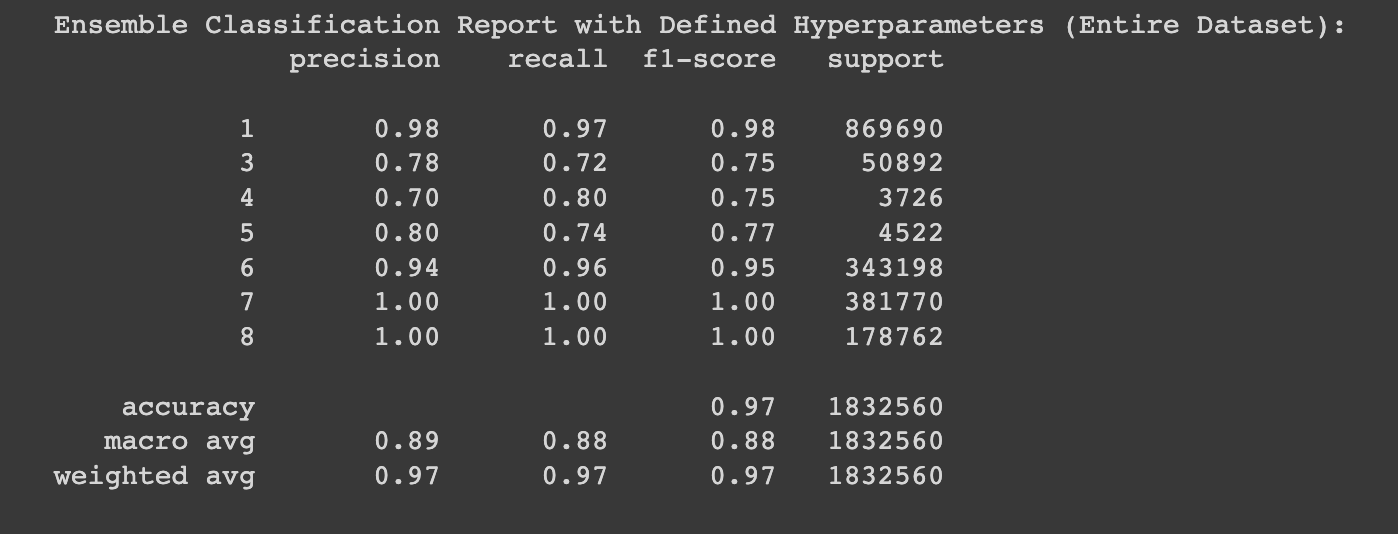 Ensemble Classification Report with Defined Hyperparameters (Entire Dataset):
precision recall f1-score support
1 0.98 0.97 0.98 869690
3 0.78 0.72 0.75 50892
4 0.70 0.80 0.75 3726
5 0.80 0.74 0.77 4522
6 0.94 0.96 0.95 343198
7 1.00 1.00 1.00 381770
8 1.00 1.00 1.00 178762
accuracy 0.97 1832560
macro avg 0.89 0.88 0.88 1832560
weighted avg 0.97 0.97 0.97 1832560